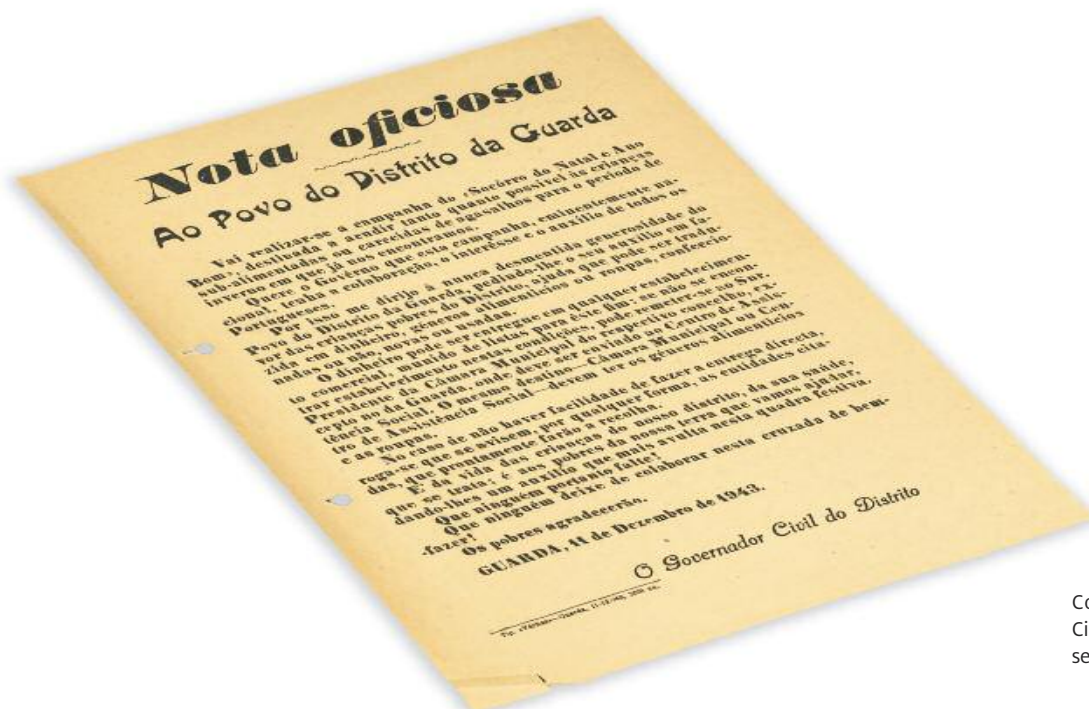 Nota oficiosa
Ao Povo do Distrito da Guarda
Vai realizar-se a campanha do «Socôrro do Natal e Ano
Bom», destinada a acudir tanto quanto possível às crianças
sub-alimentadas ou carecidas de agasalhos para o período de
inverno em que já nos encontramos.
Quere o Govêrno que esta campanha, eminentemente na-
cional, tenha a colaboração, o interêsse e o auxílio de todos os
Portugueses.
Por isso me dirijo à nunca desmentida generosidade do
Povo do Distrito da Guarda, pedindo-lhe o seu auxílio em fa-
vor das crianças pobres do Distrito, ajuda que pode ser tradu-
zida em dinheiro, géneros alimentícios ou roupas, confeccio-
nadas ou não, novas ou usadas.
O dinheiro pode ser entregue em qualquer estabelecimen-
to comercial, munido de listas para êste fim; se não se encon-
trar estabelecimento nestas condições, pode remeter-se ao Snr.
Presidente da Câmara Municipal do respectivo concelho, ex-
cepto no da Guarda, onde deve ser enviado ao Centro de Assis-
tência Social. O mesmo destino—Câmara Municipal ou Cen-
tro de Assistência Social—devem ter os géneros alimentícios
e as roupas.
No caso de não haver facilidade de fazer a entrega directa,
roga-se que se avisem, por qualquer forma, as entidades cita-
das, que prontamente farão a recolha.
É da vida das crianças do nosso distrito, da sua saúde,
que se trata; é aos pobres da nossa terra que vamos ajudar,
dando-lhes um auxílio que mais avulta nesta quadra festiva.
Que ninguém portanto falte!
Que ninguém deixe de colaborar nesta cruzada de bem-
-fazer!
Os pobres agradecerão.
GUARDA, 11 de Dezembro de 1943.
O Governador Civil do Distrito
Co
Ci
se